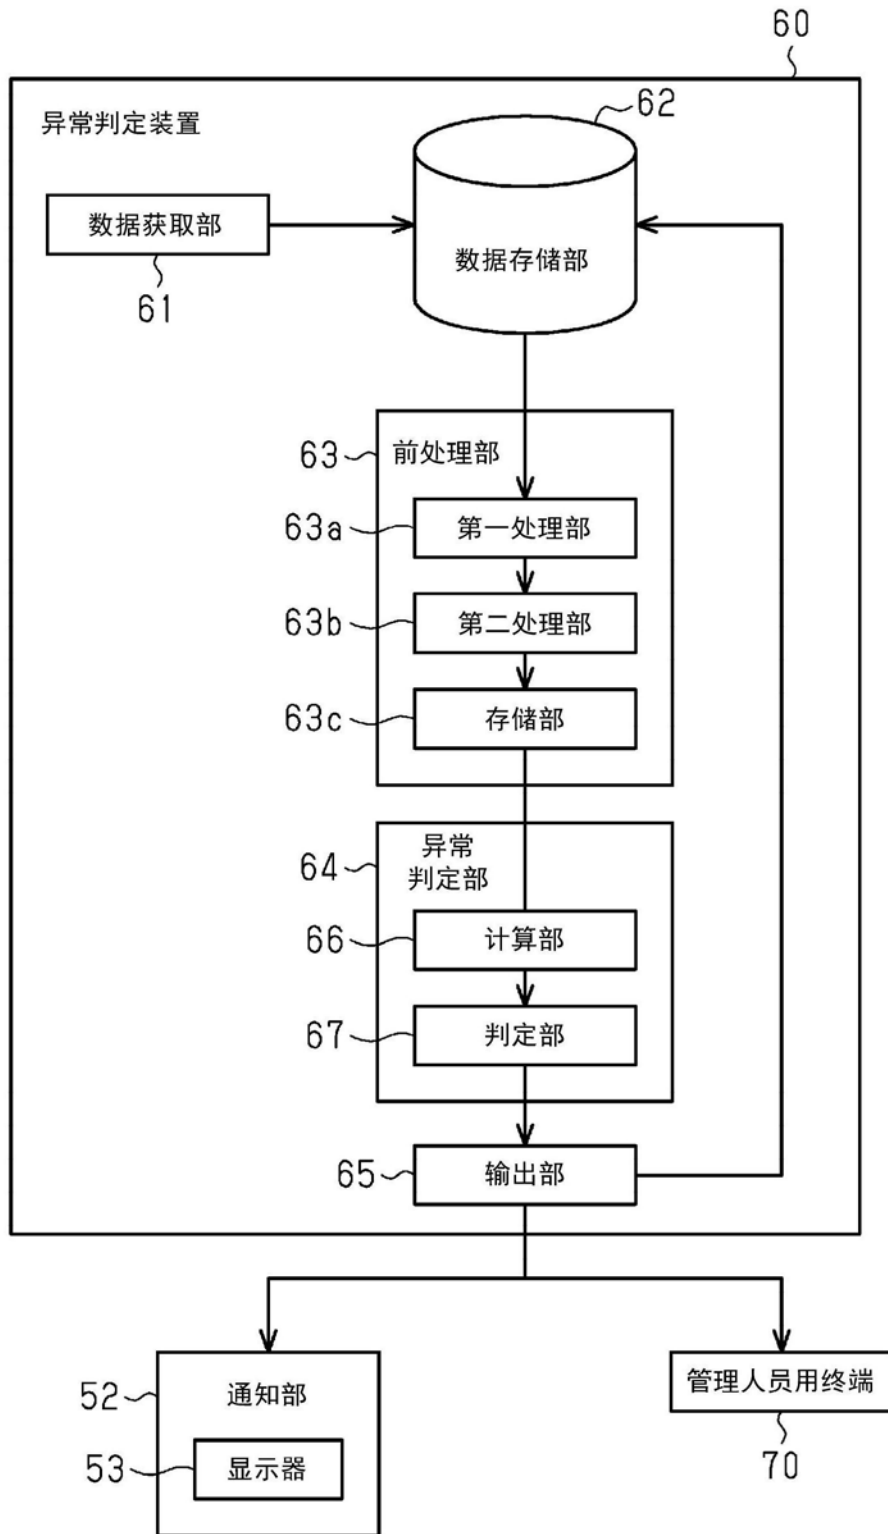 60
异常判定装置
62
数据获取部
61
数据存储部
63
前处理部
63a
第一处理部
63b
第二处理部
63c
存储部
64
异常
判定部
66
计算部
67
判定部
65
输出部
52
通知部
53
显示器
管理人员用终端
70